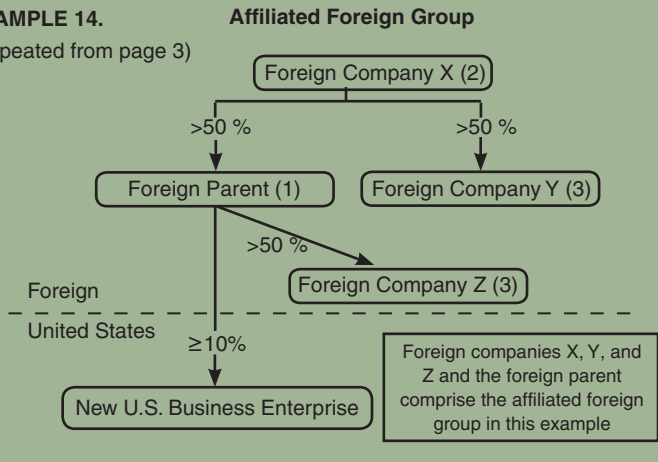 AMPLE 14.
Affiliated Foreign Group
peated from page 3)
Foreign Company X (2)
>50 %
>50 %
Foreign Parent (1)
Foreign Company Y (3)
>50 %
Foreign Company Z (3)
Foreign
United States
≥10%
Foreign companies X, Y, and
Z and the foreign parent
comprise the affiliated foreign
group in this example
New U.S. Business Enterprise